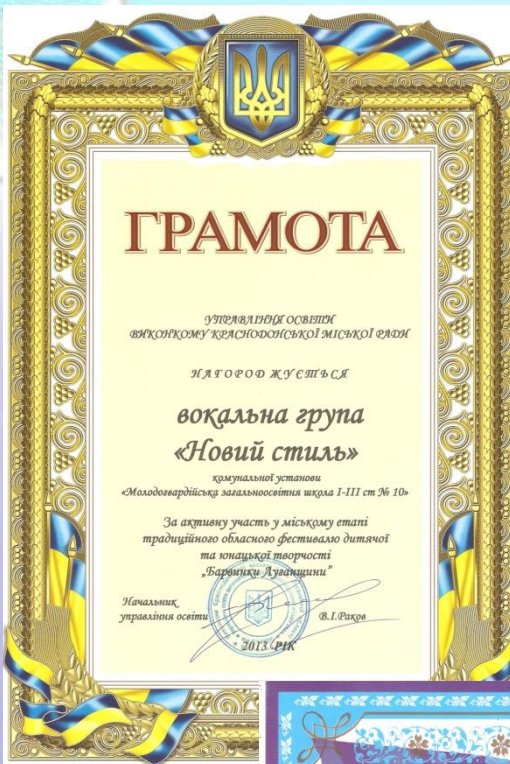 ГРАМОТА
УПРАВЛІННЯ ОСВІТИ
ВИКОНКОМУ КРАСНОДОНСЬКОЇ МІСЬКОЇ РАДИ
НАГОРОДЖУЄТЬСЯ
вокальна група
«Новий стиль»
комунальної установи
«Молодогвардійська загальноосвітня школа І-ІІІ ст № 10»
За активну участь у міському етапі
традиційного обласного фестивалю дитячої
та юнацької творчості
„Барвинки Луганщини”
Начальник
управління освіти В.І.Раков
2013 РІК